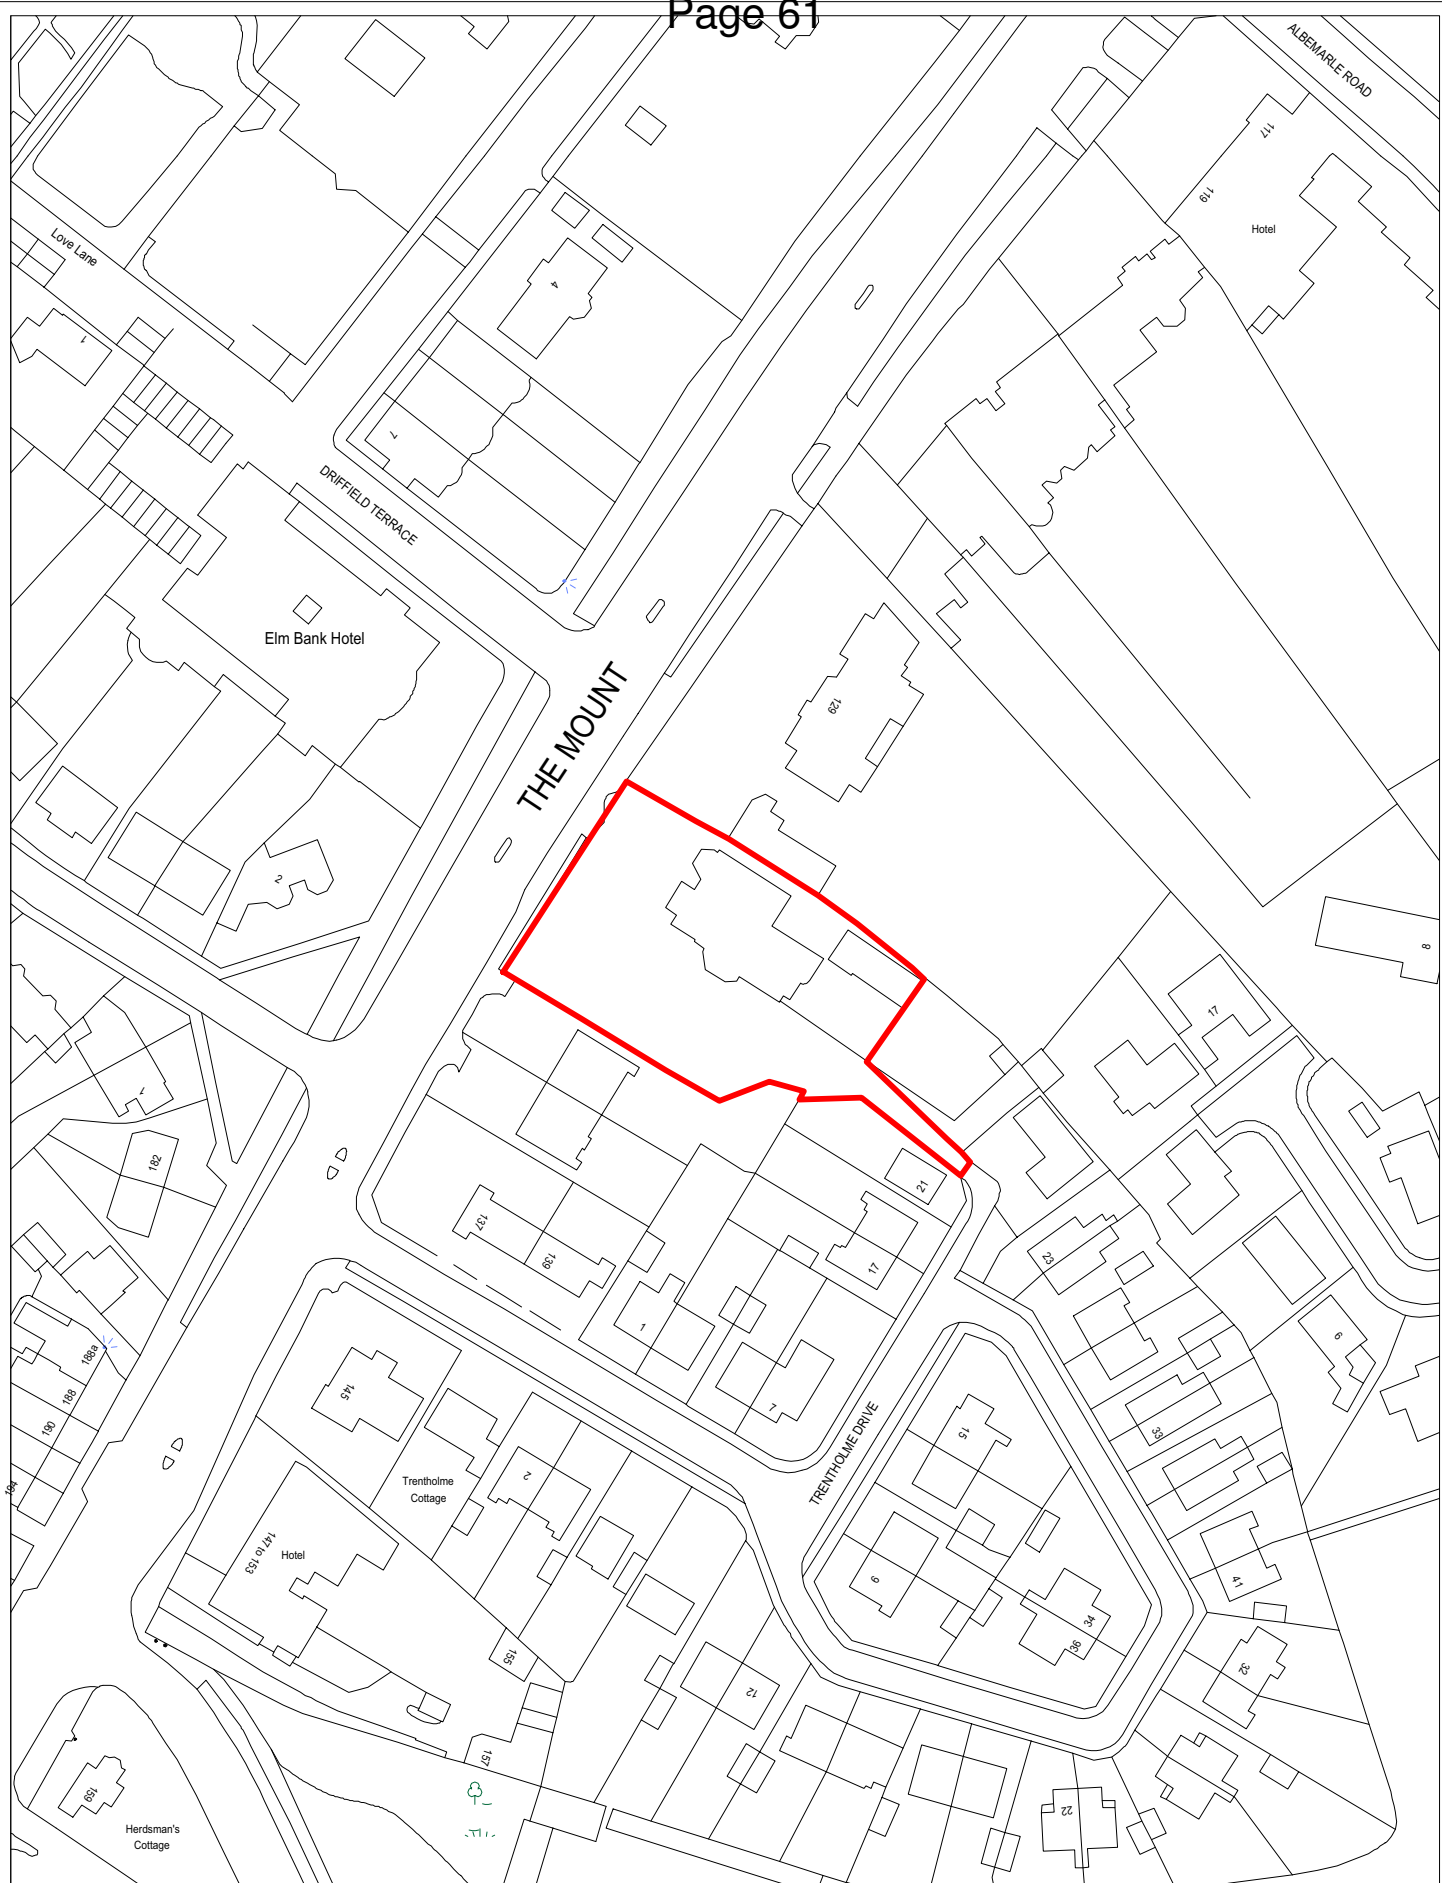 Page 61
ALBEMARLE ROAD
117
119
Hotel
Love Lane
1
4
7
DRIFFIELD TERRACE
Elm Bank Hotel
THE MOUNT
129
2
8
17
1
182
21
137
139
17
23
1
6
188a
188
190
194
145
7
TRENTHOLME DRIVE
15
33
Trentholme
Cottage
2
147 to 153
Hotel
6
41
34
36
155
32
12
157
159
22
Herdsman's
Cottage